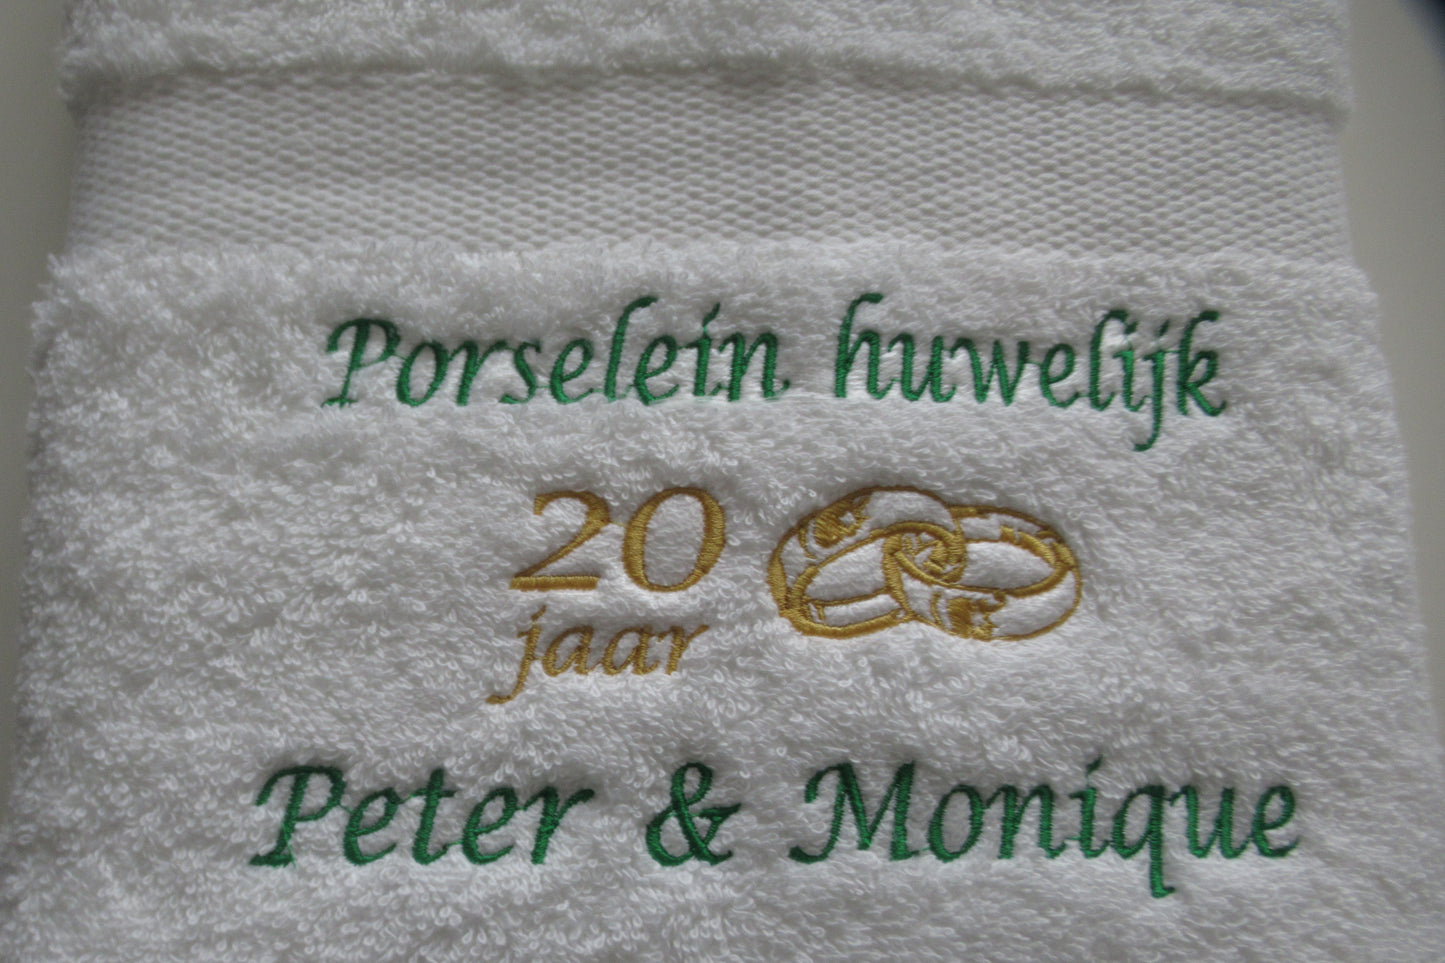 Porselein huwelijk
20
jaar
Peter & Monique